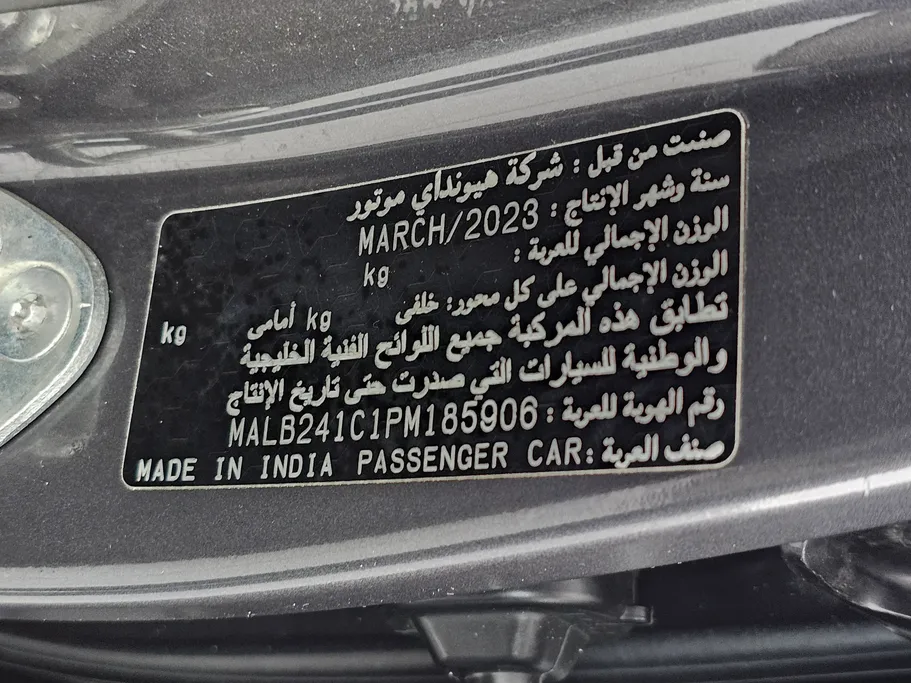 صنعت من قبل : شركة هيونداي موتور
سنة وشهر الإنتاج : MARCH/2023
الوزن الإجمالي للعربة : kg
الوزن الإجمالي على كل محور: خلفى kg أمامى kg
تطابق هذه المركبة جميع اللوائح الفنية الخليجية
والوطنية للسيارات التي صدرت حتى تاريخ الإنتاج
رقم الهوية للعربة : MALB241C1PM185906
صنف العربة : PASSENGER CAR MADE IN INDIA